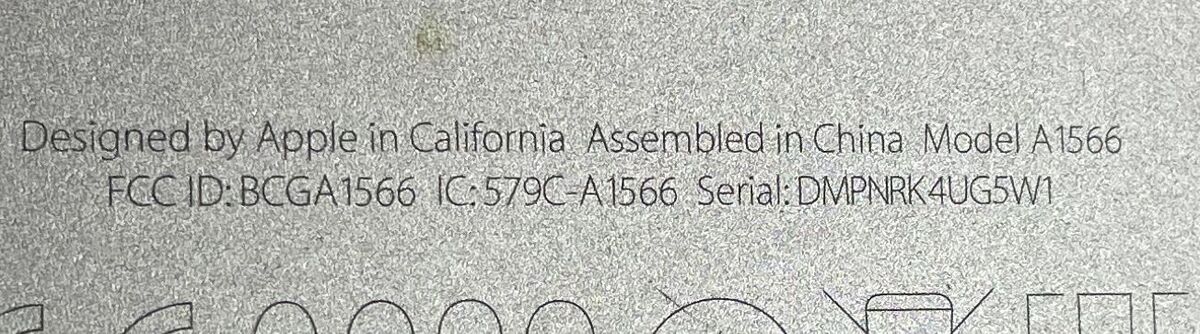 Designed by Apple in California Assembled in China Model A1566
FCC ID: BCGA1566 IC: 579C-A1566 Serial: DMPNRK4UG5W1